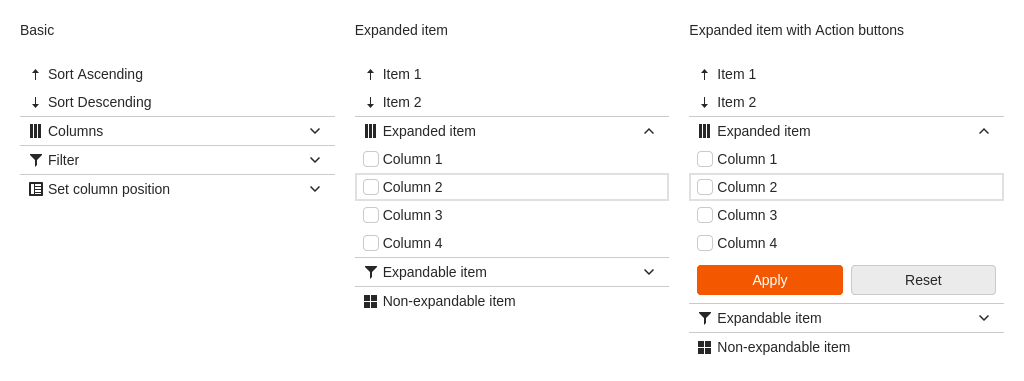 Basic
Sort Ascending
Sort Descending
Columns
Filter
Set column position
Expanded item
Item 1
Item 2
Expanded item
Column 1
Column 2
Column 3
Column 4
Expandable item
Non-expandable item
Expanded item with Action buttons
Item 1
Item 2
Expanded item
Column 1
Column 2
Column 3
Column 4
Apply
Reset
Expandable item
Non-expandable item